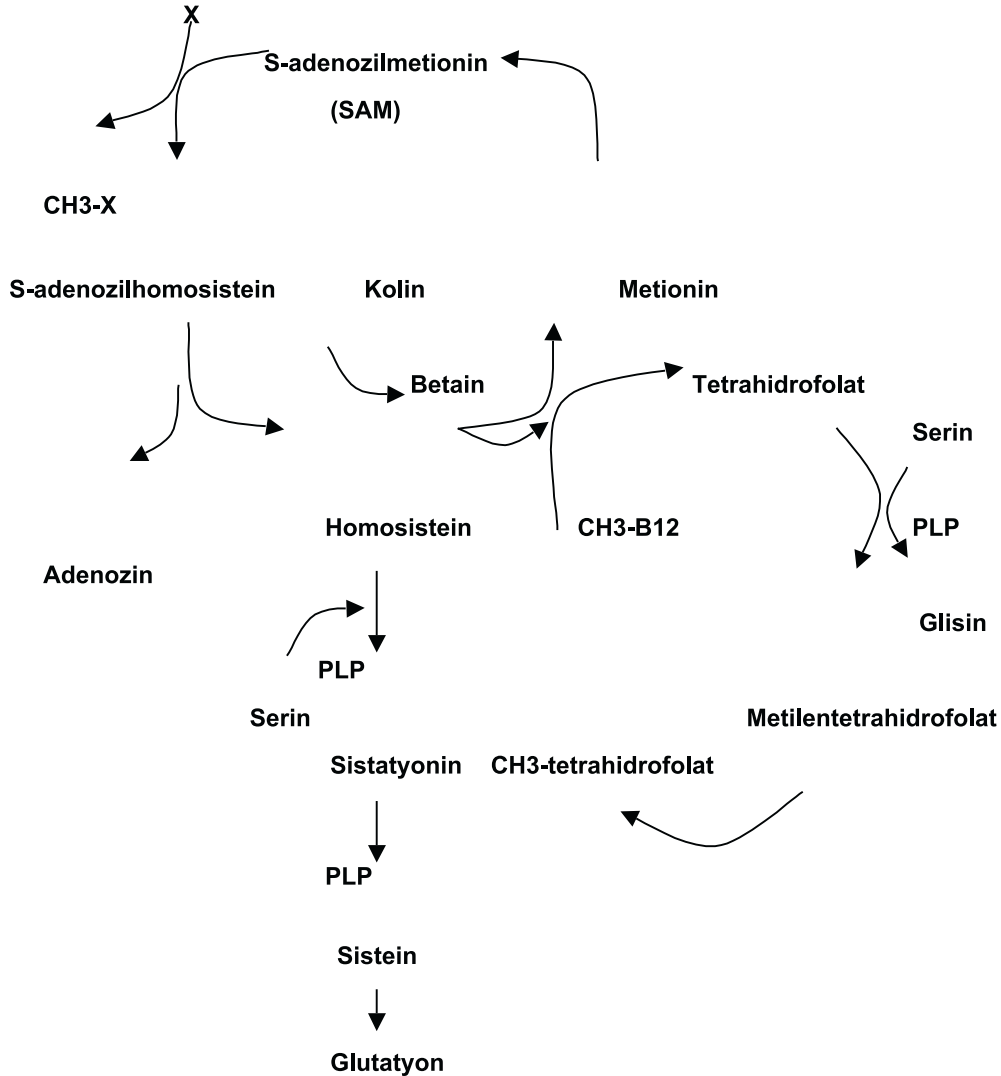 X
S-adenozilmetionin
(SAM)
CH3-X
S-adenozilhomosistein Kolin Metionin
Betain Tetrahidrofolat
Serin
Homosistein CH3-B12 PLP
Adenozin
Glisin
PLP
Serin Metilentetrahidrofolat
Sistatyonin CH3-tetrahidrofolat
PLP
Sistein
Glutatyon